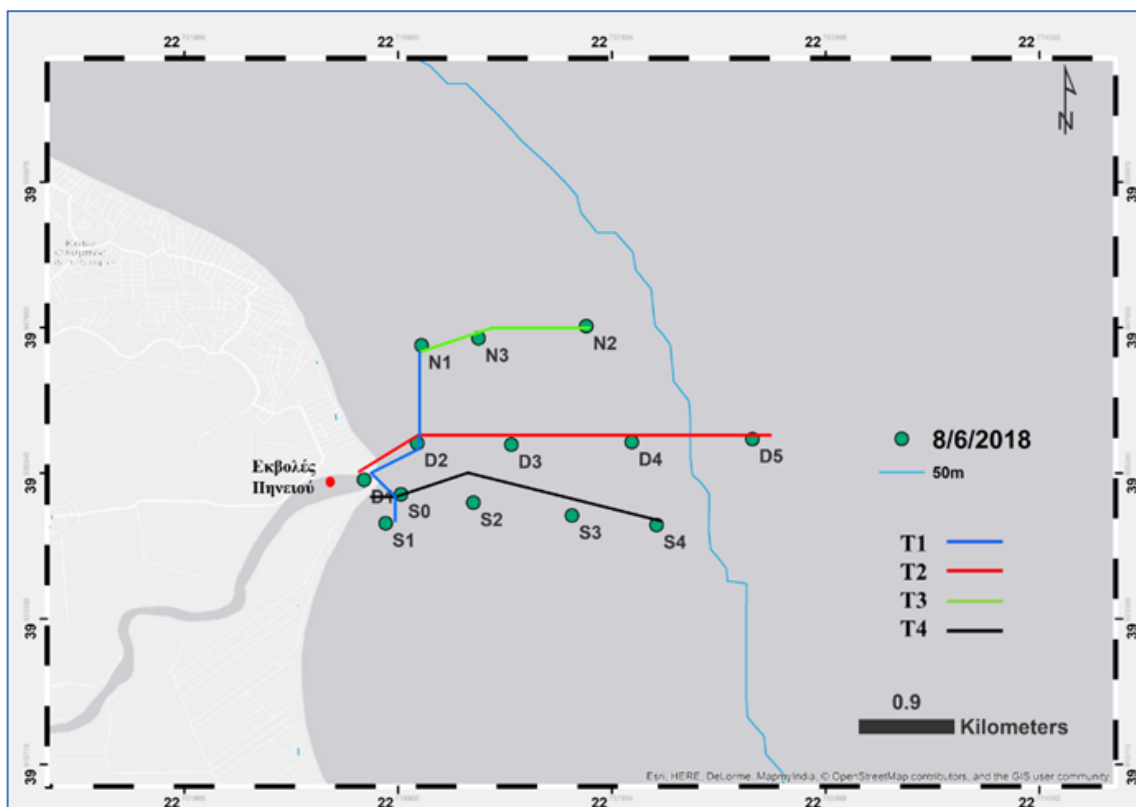 22 22 22 22 22
39 39
39 39
39 39
39 39
39 39
N1
N3
N2
D2
D3
D4
D5
8/6/2018
50m
Εκβολές
Πηνειού
D1
S0
S1
S2
S3
S4
T1
T2
T3
T4
0.9
Kilometers
N
Esri, HERE, DeLorme, MapmyIndia, © OpenStreetMap contributors, and the GIS user community
22 22 22 22 22